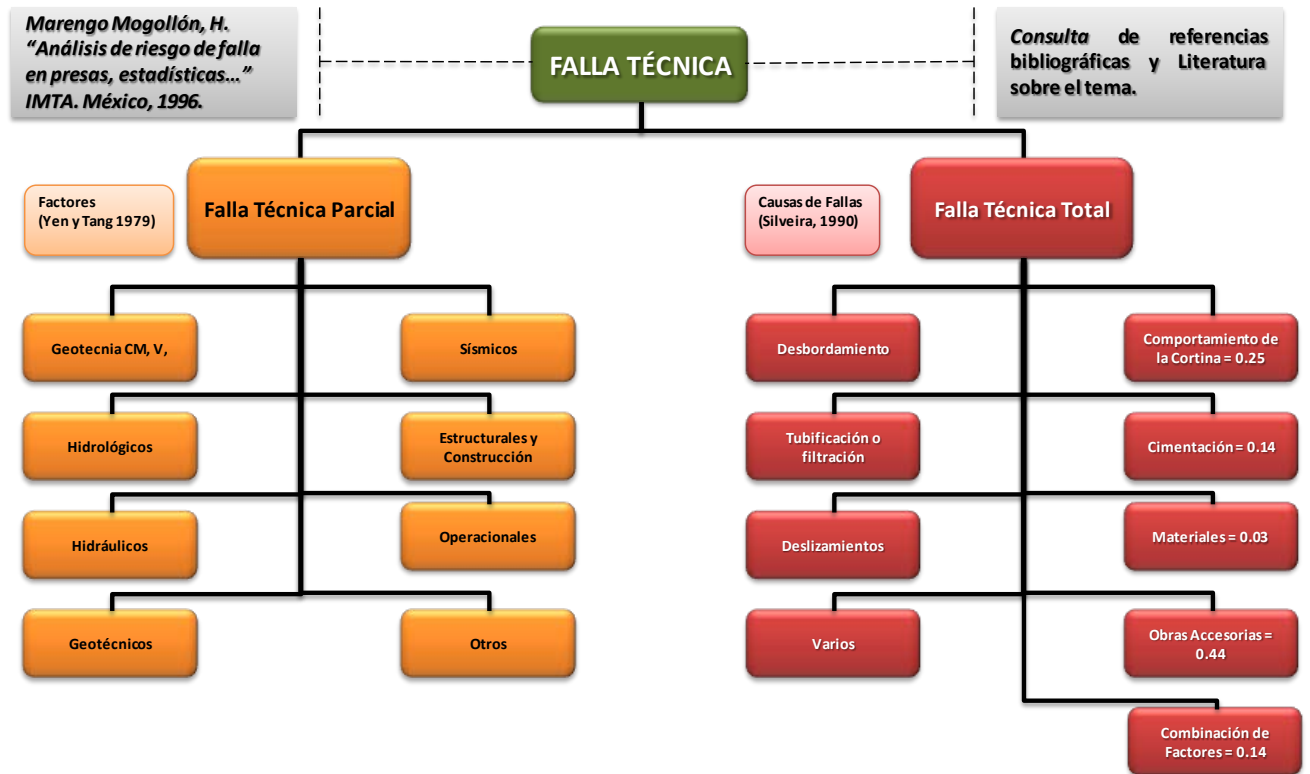 Marengo Mogollón, H.
“Análisis de riesgo de falla
en presas, estadísticas...”
IMTA. México, 1996.
FALLA TÉCNICA
Consulta de referencias
bibliográficas y Literatura
sobre el tema.
Factores
(Yen y Tang 1979)
Falla Técnica Parcial
Causas de Fallas
(Silveira, 1990)
Falla Técnica Total
Geotecnia CM, V,
Sísmicos
Hidrológicos
Estructurales y
Construcción
Hidráulicos
Operacionales
Geotécnicos
Otros
Desbordamiento
Comportamiento de
la Cortina = 0.25
Tubificación o
filtración
Cimentación = 0.14
Deslizamientos
Materiales = 0.03
Varios
Obras Accesorias =
0.44
Combinación de
Factores = 0.14